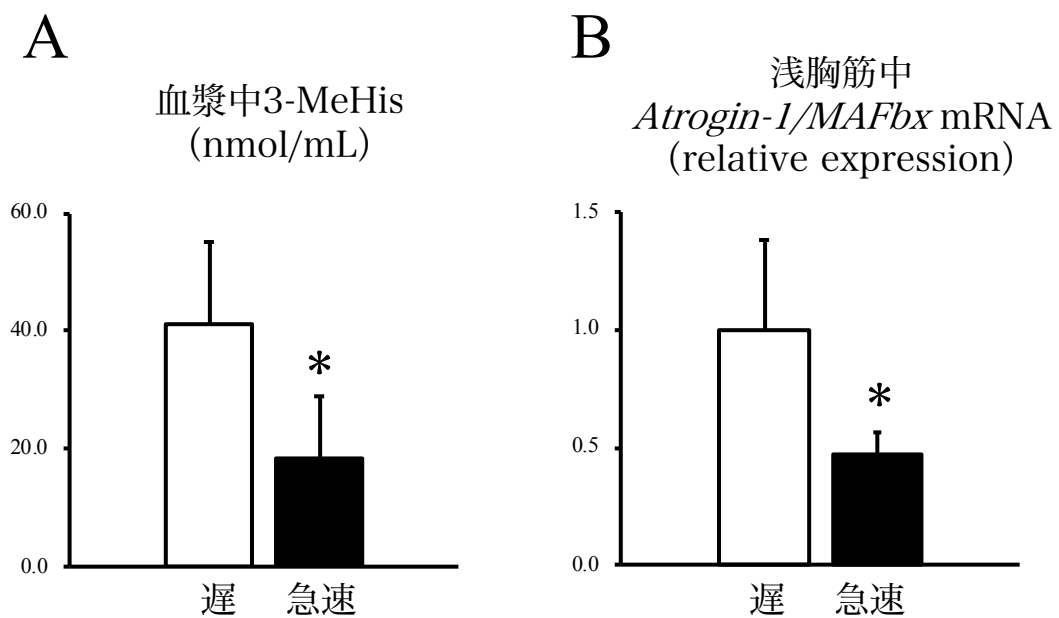 A
血漿中3-MeHis
(nmol/mL)
60.0
40.0
20.0
0.0
*
遅 急速
B
浅胸筋中
Atrogin-1/MAFbx mRNA
(relative expression)
1.5
1.0
0.5
0.0
*
遅 急速